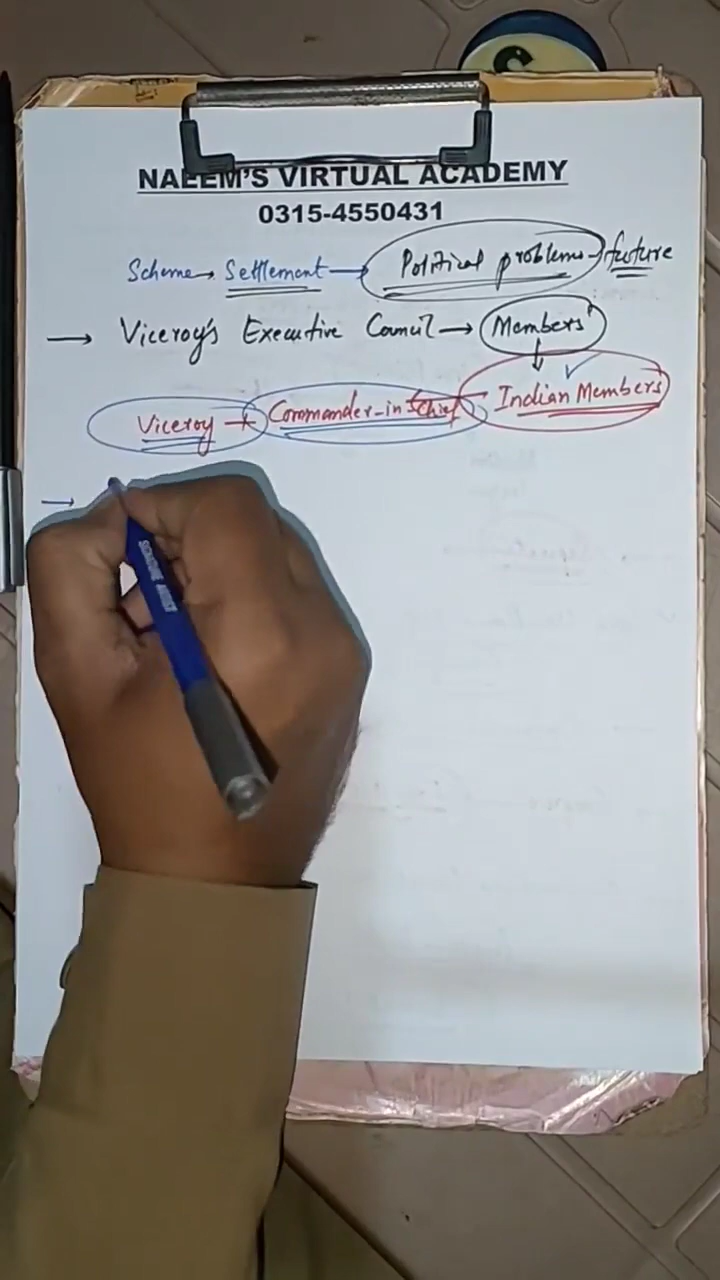 NAEEM'S VIRTUAL ACADEMY
0315-4550431
Scheme → Settlement → Political problems → future
→ Viceroy's Executive Council → Members'
Viceroy + Commander-in-Chief Indian Members
→